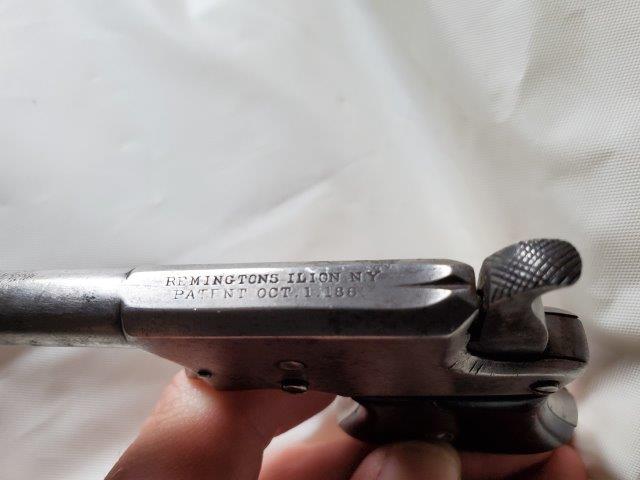 REMINGTONS ILION N.Y.
PATENT OCT. 1. 186